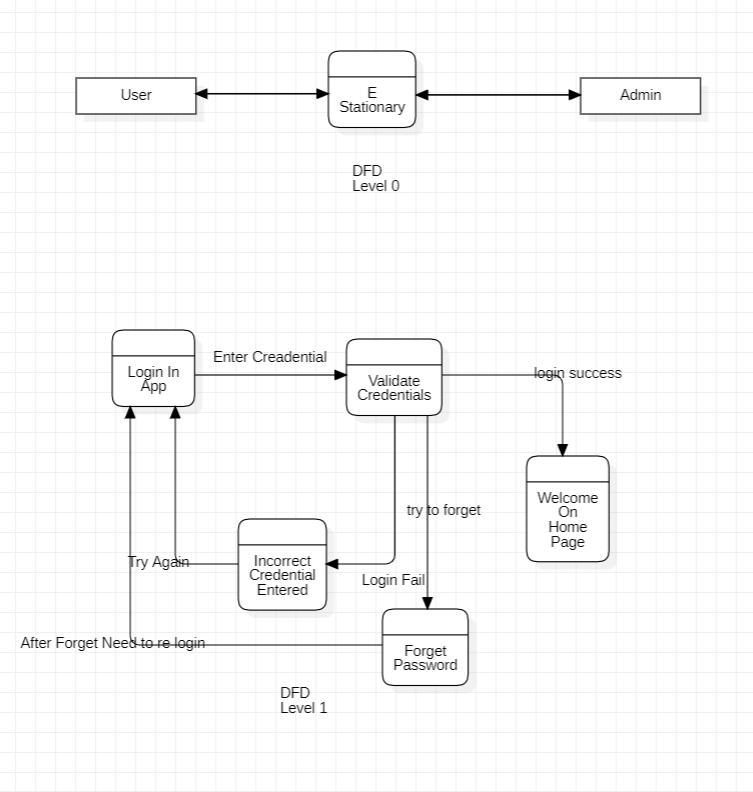 User
E
Stationary
Admin
DFD
Level 0
Enter Creadential
Login In
App
Validate
Credentials
login success
Welcome
On
Home
Page
try to forget
Try Again
Incorrect
Credential
Entered
Login Fail
After Forget Need to re login
Forget
Password
DFD
Level 1